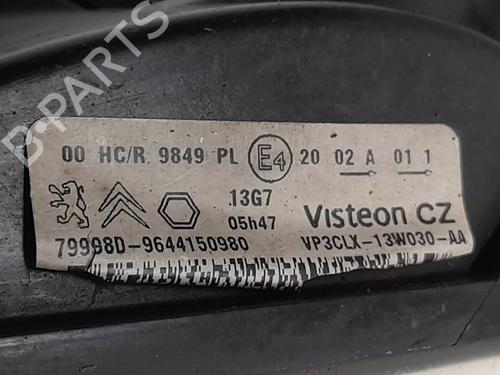 00 HC/R 9849 PL E4 20 02 A 01 1
13G7
05h47
Visteon CZ
79998D-9644150980
VP3CLX-13W030-AA
B-PARTS